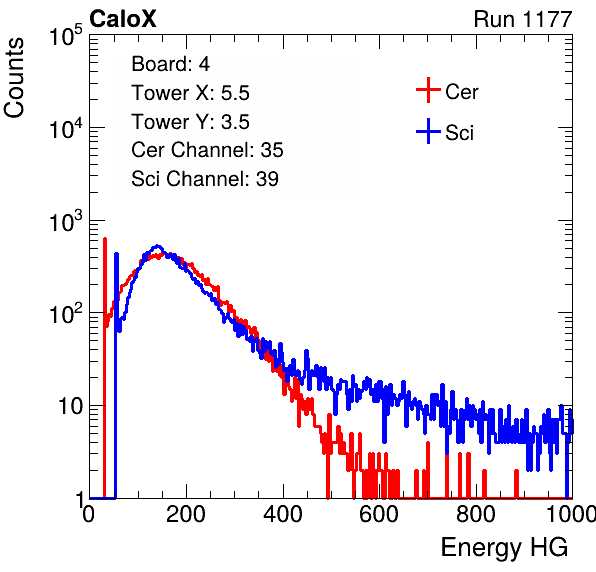 CaloX Run 1177
Counts
Board: 4
Tower X: 5.5
Tower Y: 3.5
Cer Channel: 35
Sci Channel: 39
Cer
Sci
10^5
10^4
10^3
10^2
10
1
0 200 400 600 800 1000
Energy HG